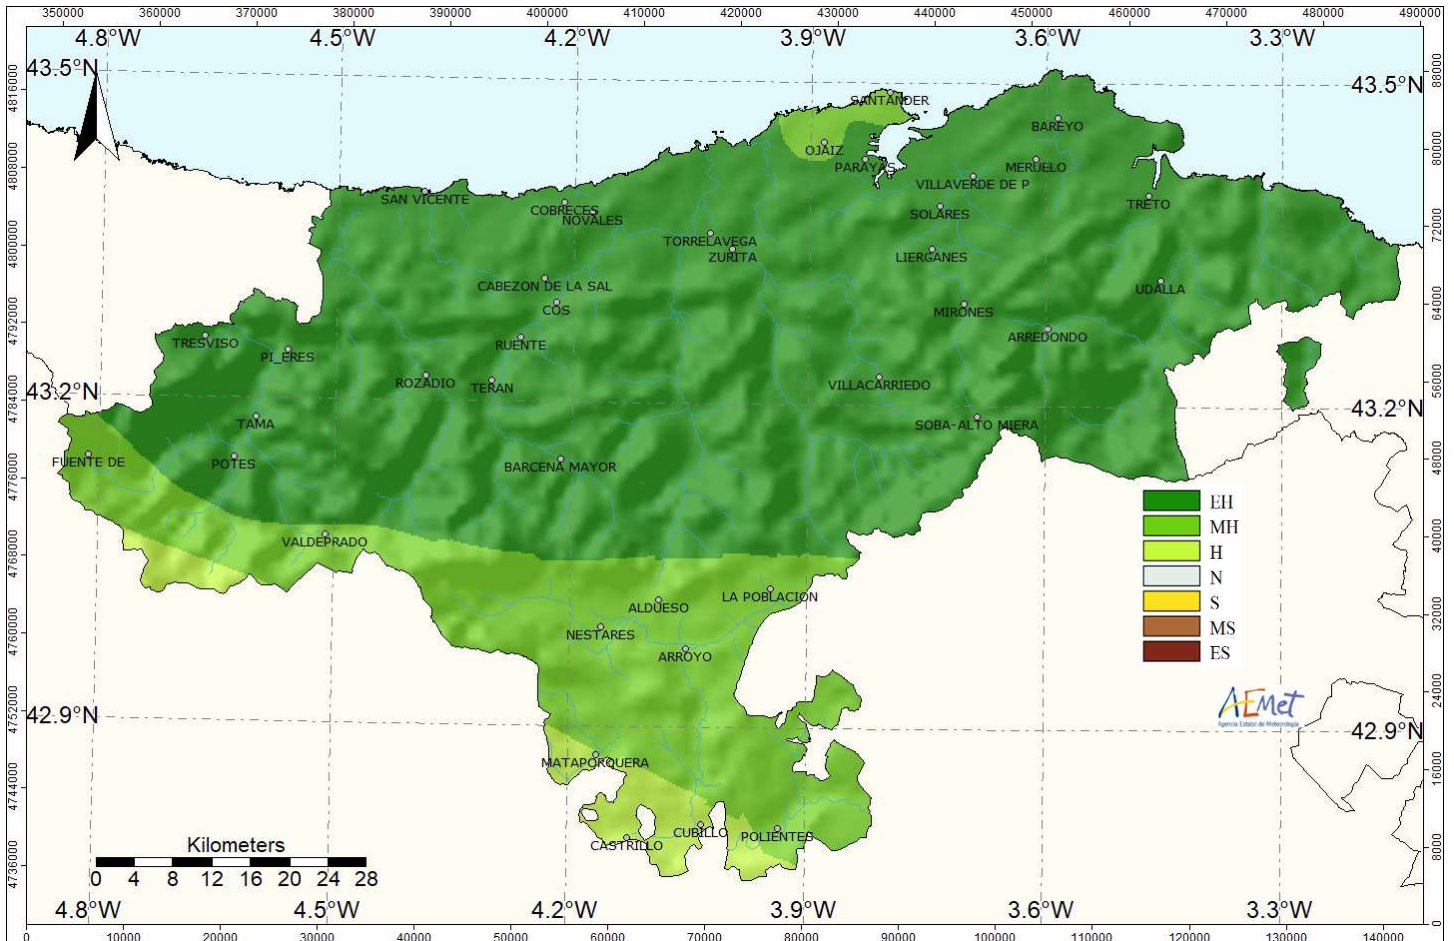 350000 360000 370000 380000 390000 400000 410000 420000 430000 440000 450000 460000 470000 480000 490000
4.8°W 4.5°W 4.2°W 3.9°W 3.6°W 3.3°W
43.5°N 43.5°N
4816000 88000
SANTANDER
BAREYO
OJAIZ
4808000 80000
PARAYAS
MERUELO
VILLAVERDE DE P
SAN VICENTE
COBRECES
NOVALES
SOLARES
TRETO
72000
TORRELAVEGA
4800000
ZURITA
LIERGANES
CABEZON DE LA SAL
UDALLA
COS
MIRONES
64000
4792000
ARREDONDO
TRESVISO
RUENTE
PI_ERES
ROZADIO
TERAN
VILLACARRIEDO
56000
43.2°N 43.2°N
4784000
TAMA
SOBA-ALTO MIERA
FUENTE DE
POTES
BARCENA MAYOR
48000
4776000
EH
MH
VALDEPRADO
40000
H
4768000
N
LA POBLACION
S
ALDUESO
32000
MS
NESTARES
4760000
ARROYO
ES
24000
AEMet
Agencia Estatal de Meteorología
4752000
42.9°N 42.9°N
MATAPORQUERA
16000
4744000
CUBILLO
POLIENTES
Kilometers
CASTRILLO
8000
4736000
0 4 8 12 16 20 24 28
4.8°W 4.5°W 4.2°W 3.9°W 3.6°W 3.3°W
0
0 10000 20000 30000 40000 50000 60000 70000 80000 90000 100000 110000 120000 130000 140000